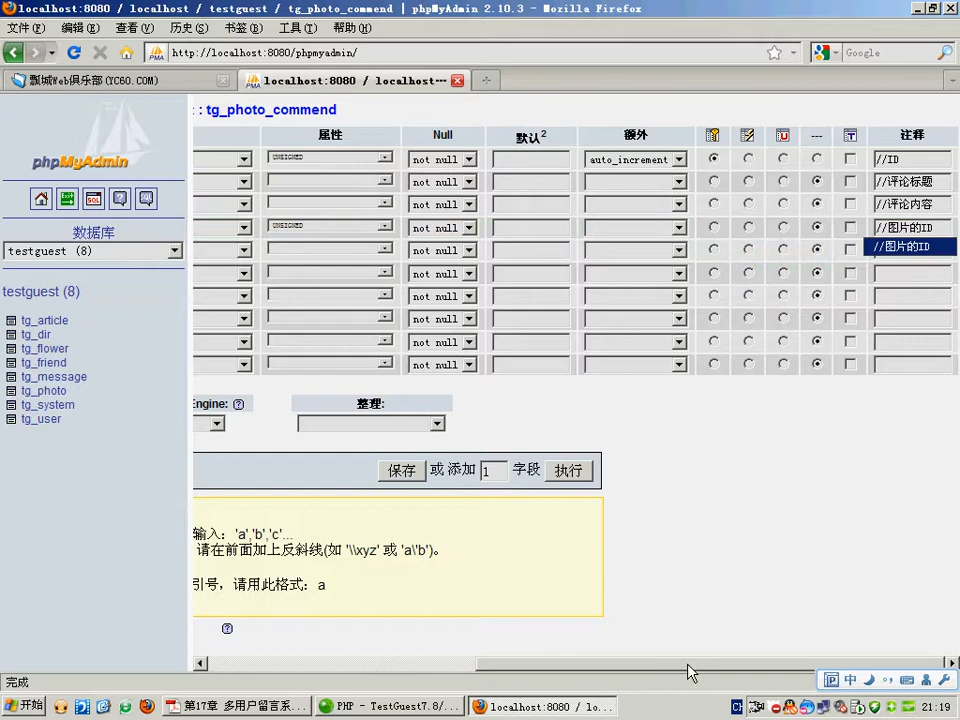 localhost:8080 / localhost / testguest / tg_photo_commend | phpMyAdmin 2.10.3 - Mozilla Firefox
文件(F) 编辑(E) 查看(V) 历史(S) 书签(B) 工具(T) 帮助(H)
http://localhost:8080/phpmyadmin/
Google
瓢城Web俱乐部(YC60.COM)
localhost:8080 / localhost···
: tg_photo_commend
phpMyAdmin
属性 Null 默认2 额外 --- 注释
UNSIGNED not null auto_increment //ID
not null //评论标题
not null //评论内容
UNSIGNED not null //图片的ID
not null //图片的ID
not null
not null
not null
not null
not null
数据库
testguest (8)
testguest (8)
tg_article
tg_dir
tg_flower
tg_friend
tg_message
tg_photo
tg_system
tg_user
Engine: 整理:
保存 或 添加 1 字段 执行
输入: 'a','b','c'...
请在前面加上反斜线(如 '\\xyz' 或 'a\'b')。
引号，请用此格式: a
完成
中
开始 第17章 多用户留言系... PHP - TestGuest7.8/... localhost:8080 / lo... CH 21:19